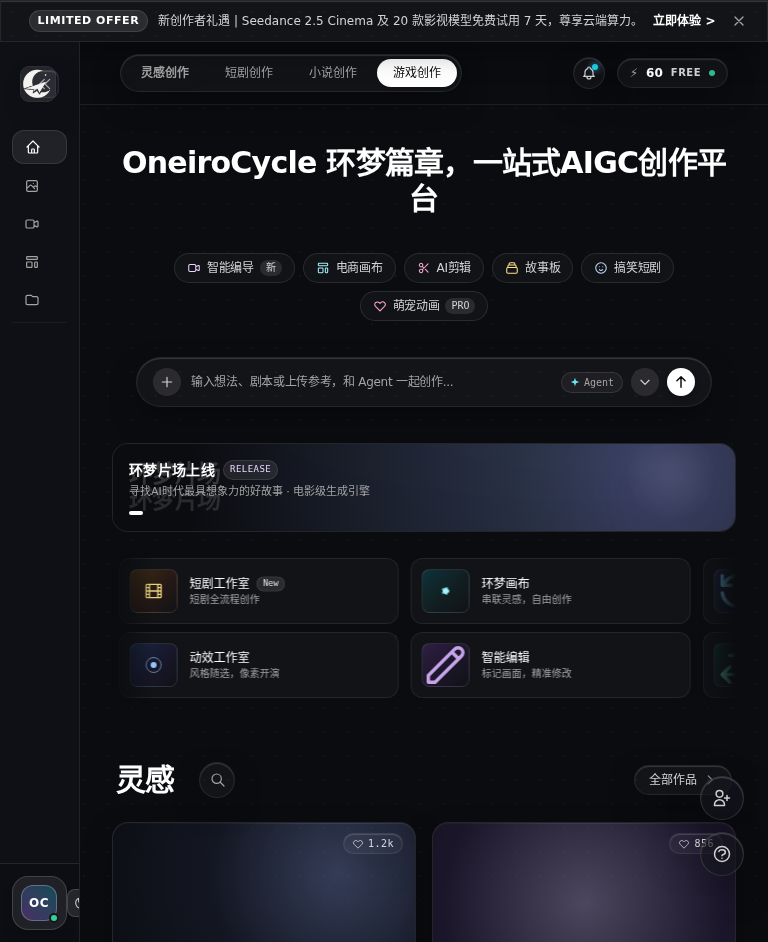 LIMITED OFFER 新创作者礼遇 | Seedance 2.5 Cinema 及 20 款影视模型免费试用 7 天，尊享云端算力。 立即体验 >
灵感创作 短剧创作 小说创作 游戏创作
60 FREE
OneiroCycle 环梦篇章，一站式AIGC创作平
台
智能编导 新 电商画布 AI剪辑 故事板 搞笑短剧
萌宠动画 PRO
输入想法、剧本或上传参考，和 Agent 一起创作...
Agent
环梦片场上线 RELEASE
环梦片场
寻找AI时代最具想象力的好故事 · 电影级生成引擎
环梦片场
短剧工作室 New
短剧全流程创作
环梦画布
串联灵感，自由创作
动效工作室
风格随选，像素开演
智能编辑
标记画面，精准修改
灵感
全部作品
1.2k
856
OC